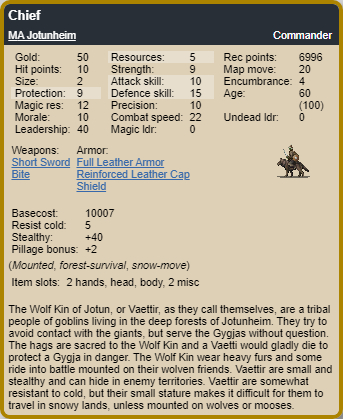 Chief
MA Jotunheim Commander
Gold: 50 Resources: 5 Rec points: 6996
Hit points: 10 Strength: 9 Map move: 20
Size: 2 Attack skill: 10 Encumbrance: 4
Protection: 9 Defence skill: 15 Age: 60
Magic res: 12 Precision: 10 (100)
Morale: 10 Combat speed: 22 Undead ldr: 0
Leadership: 40 Magic ldr: 0
Weapons: Armor:
Short Sword Full Leather Armor
Bite Reinforced Leather Cap
Shield
Basecost: 10007
Resist cold: 5
Stealthy: +40
Pillage bonus: +2
(Mounted, forest-survival, snow-move)
Item slots: 2 hands, head, body, 2 misc
The Wolf Kin of Jotun, or Vaettir, as they call themselves, are a tribal
people of goblins living in the deep forests of Jotunheim. They try to
avoid contact with the giants, but serve the Gygjas without question.
The hags are sacred to the Wolf Kin and a Vaetti would gladly die to
protect a Gygja in danger. The Wolf Kin wear heavy furs and some
ride into battle mounted on their wolven friends. Vaettir are small and
stealthy and can hide in enemy territories. Vaettir are somewhat
resistant to cold, but their small stature makes it difficult for them to
travel in snowy lands, unless mounted on wolves or mooses.